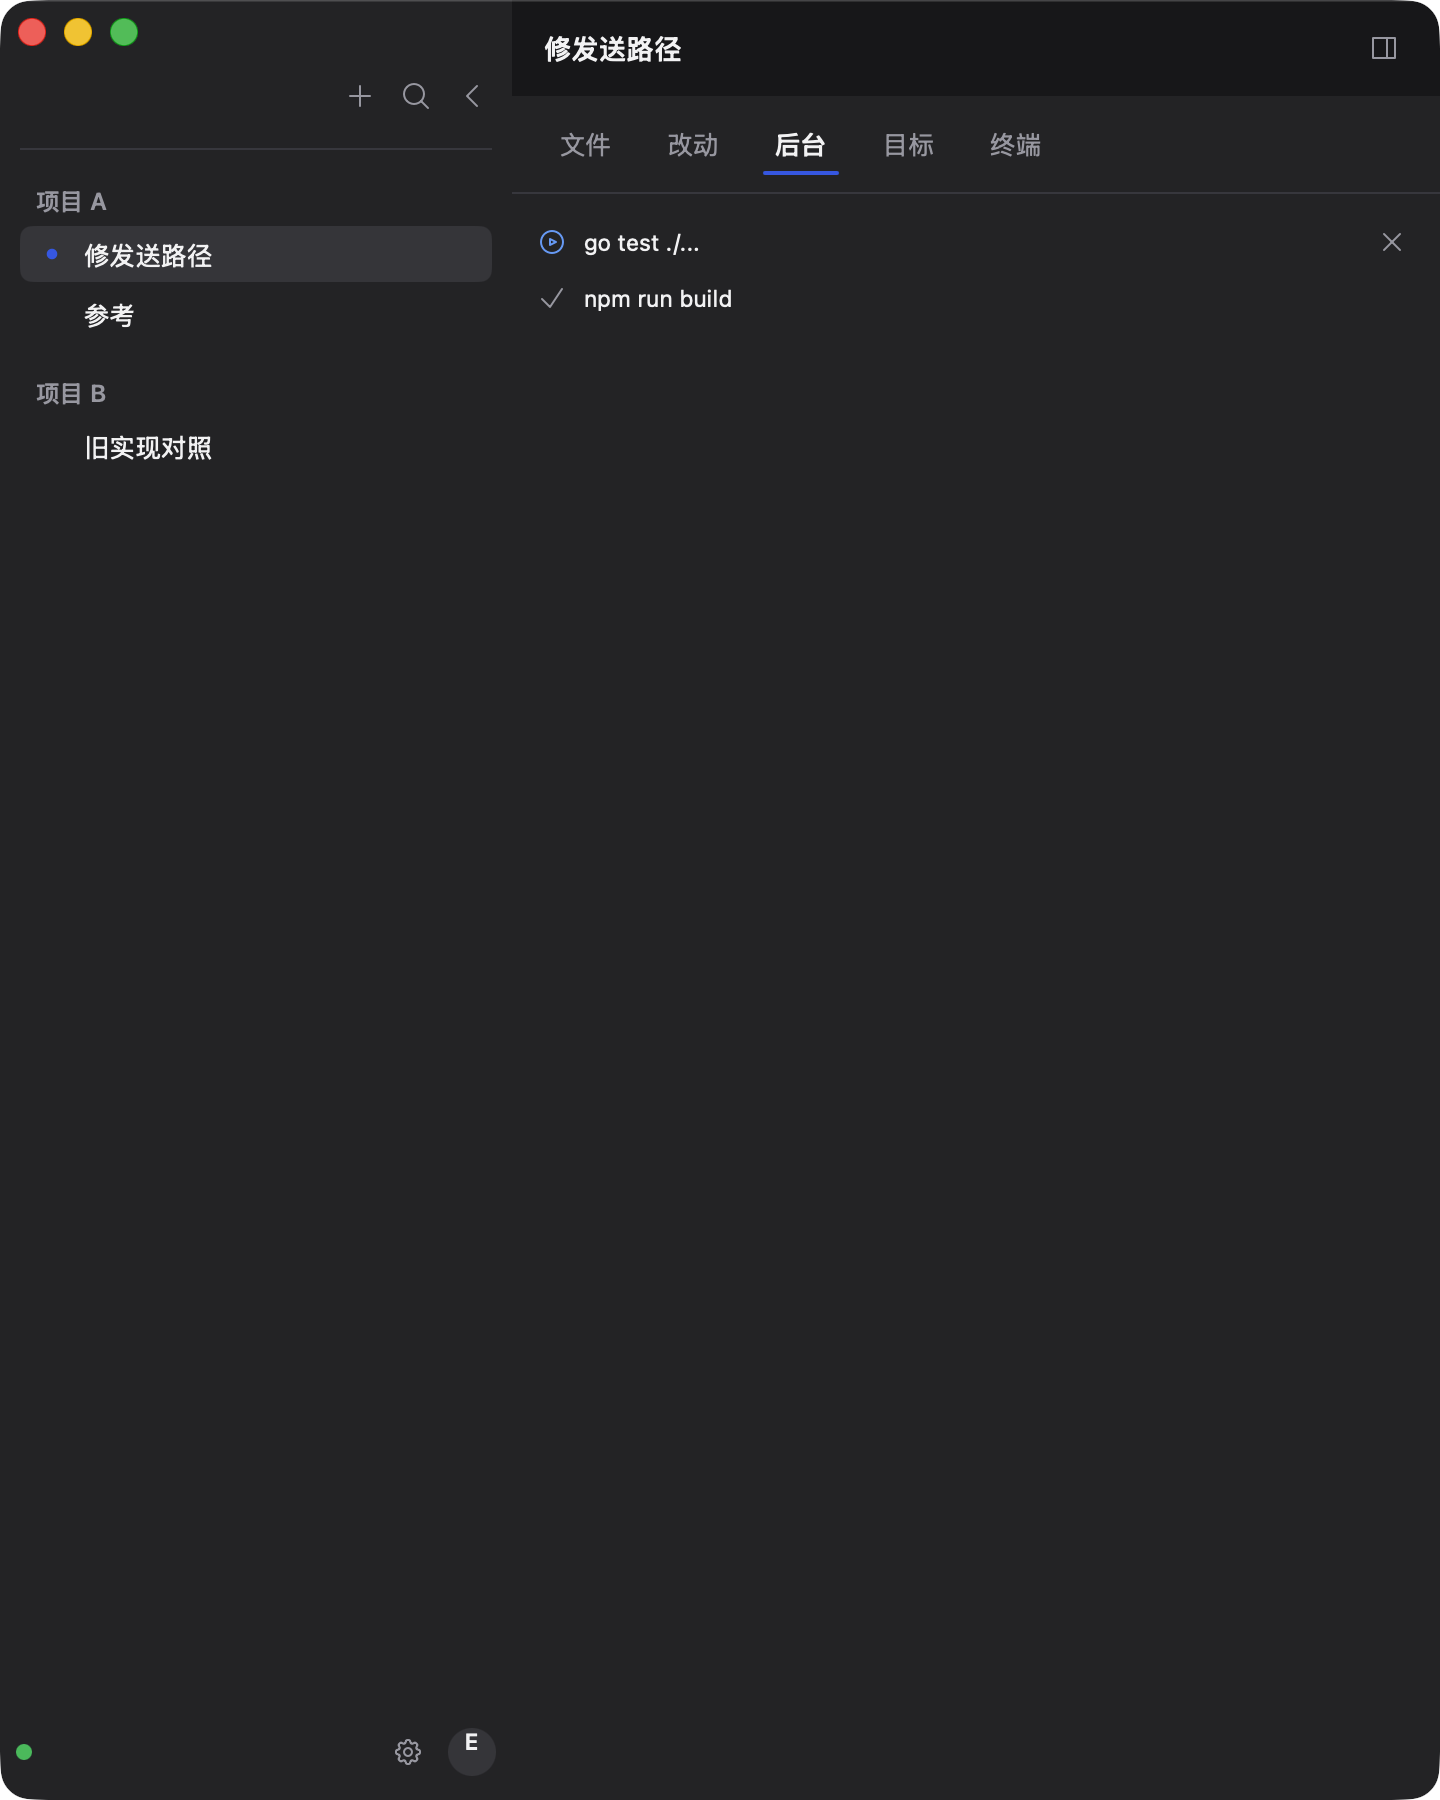 修发送路径
项目 A
修发送路径
参考
项目 B
旧实现对照
文件 改动 后台 目标 终端
go test ./...
npm run build
E